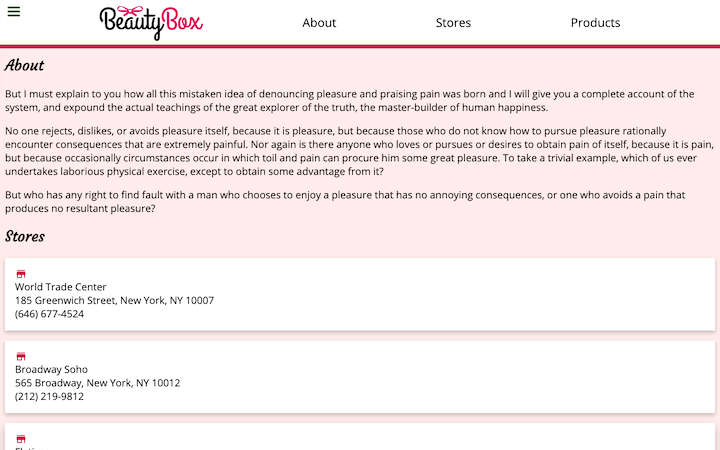 BeautyBox
About
Stores
Products
About
But I must explain to you how all this mistaken idea of denouncing pleasure and praising pain was born and I will give you a complete account of the
system, and expound the actual teachings of the great explorer of the truth, the master-builder of human happiness.
No one rejects, dislikes, or avoids pleasure itself, because it is pleasure, but because those who do not know how to pursue pleasure rationally
encounter consequences that are extremely painful. Nor again is there anyone who loves or pursues or desires to obtain pain of itself, because it is pain,
but because occasionally circumstances occur in which toil and pain can procure him some great pleasure. To take a trivial example, which of us ever
undertakes laborious physical exercise, except to obtain some advantage from it?
But who has any right to find fault with a man who chooses to enjoy a pleasure that has no annoying consequences, or one who avoids a pain that
produces no resultant pleasure?
Stores
World Trade Center
185 Greenwich Street, New York, NY 10007
(646) 677-4524
Broadway Soho
565 Broadway, New York, NY 10012
(212) 219-9812